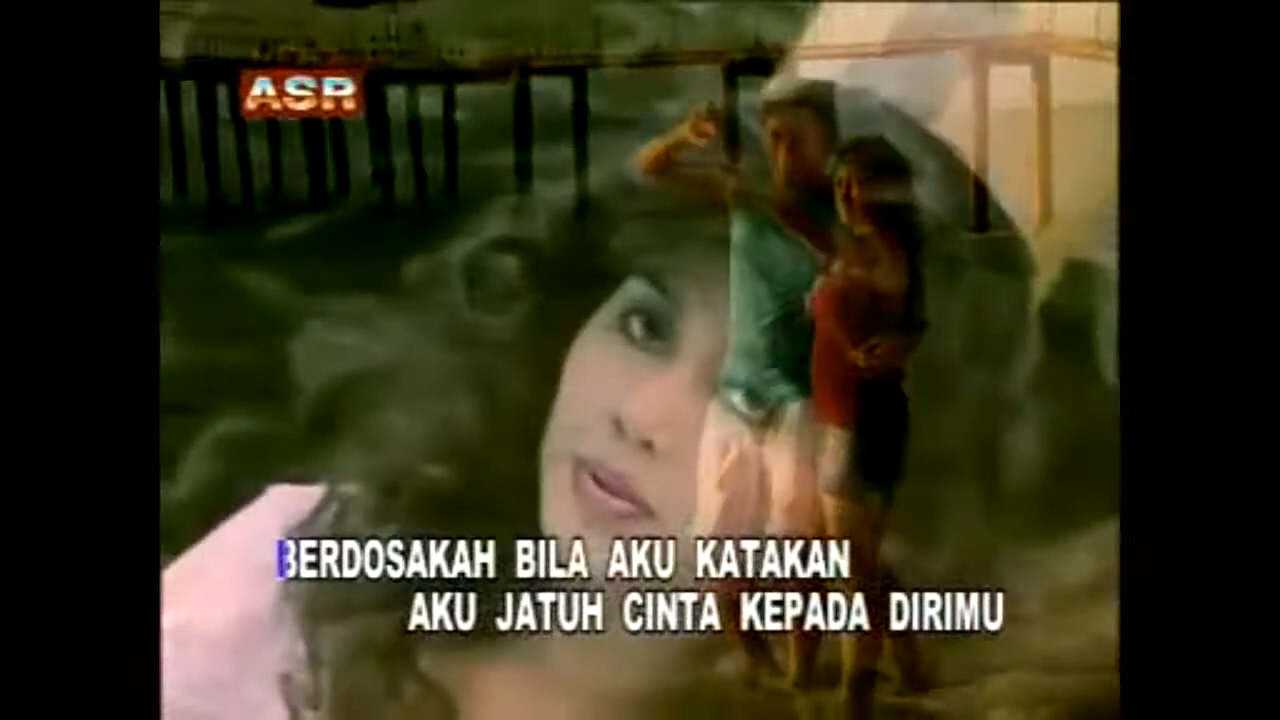 ASR
BERDOSAKAH BILA AKU KATAKAN
AKU JATUH CINTA KEPADA DIRIMU